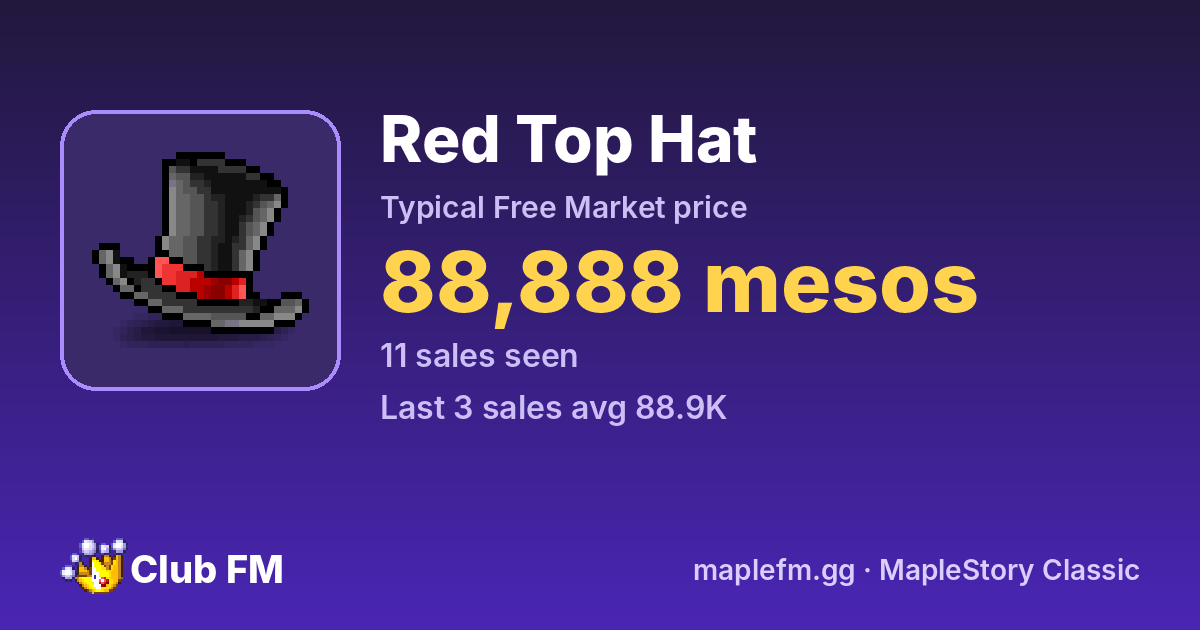 Red Top Hat
Typical Free Market price
88,888 mesos
11 sales seen
Last 3 sales avg 88.9K
Club FM
maplefm.gg · MapleStory Classic